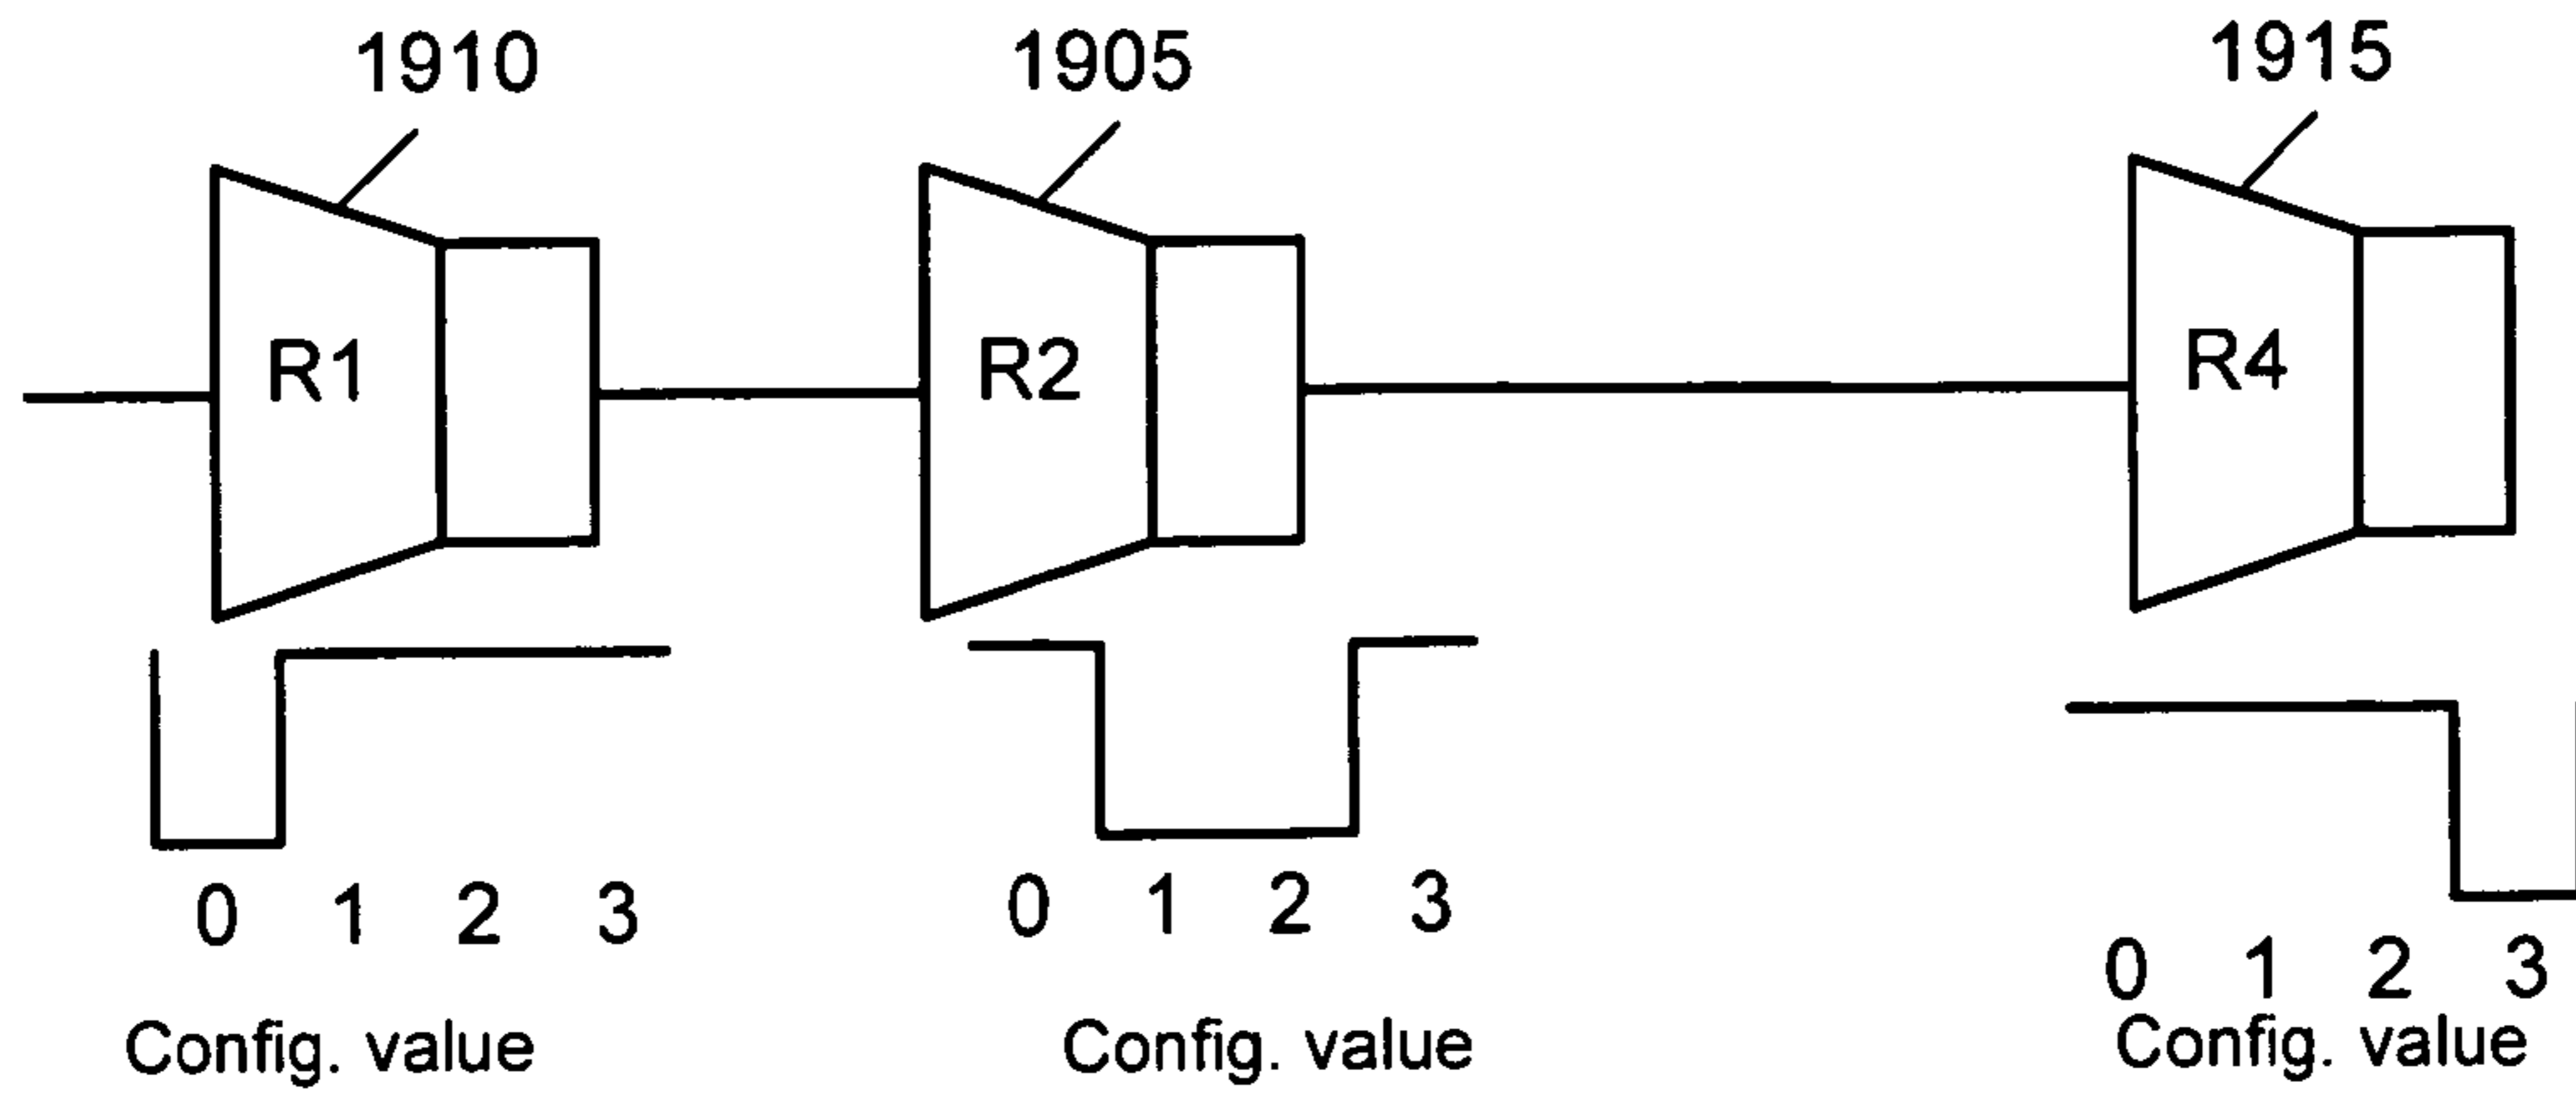 1910 1905 1915
R1 R2 R4
0 1 2 3 0 1 2 3 0 1 2 3
Config. value Config. value Config. value